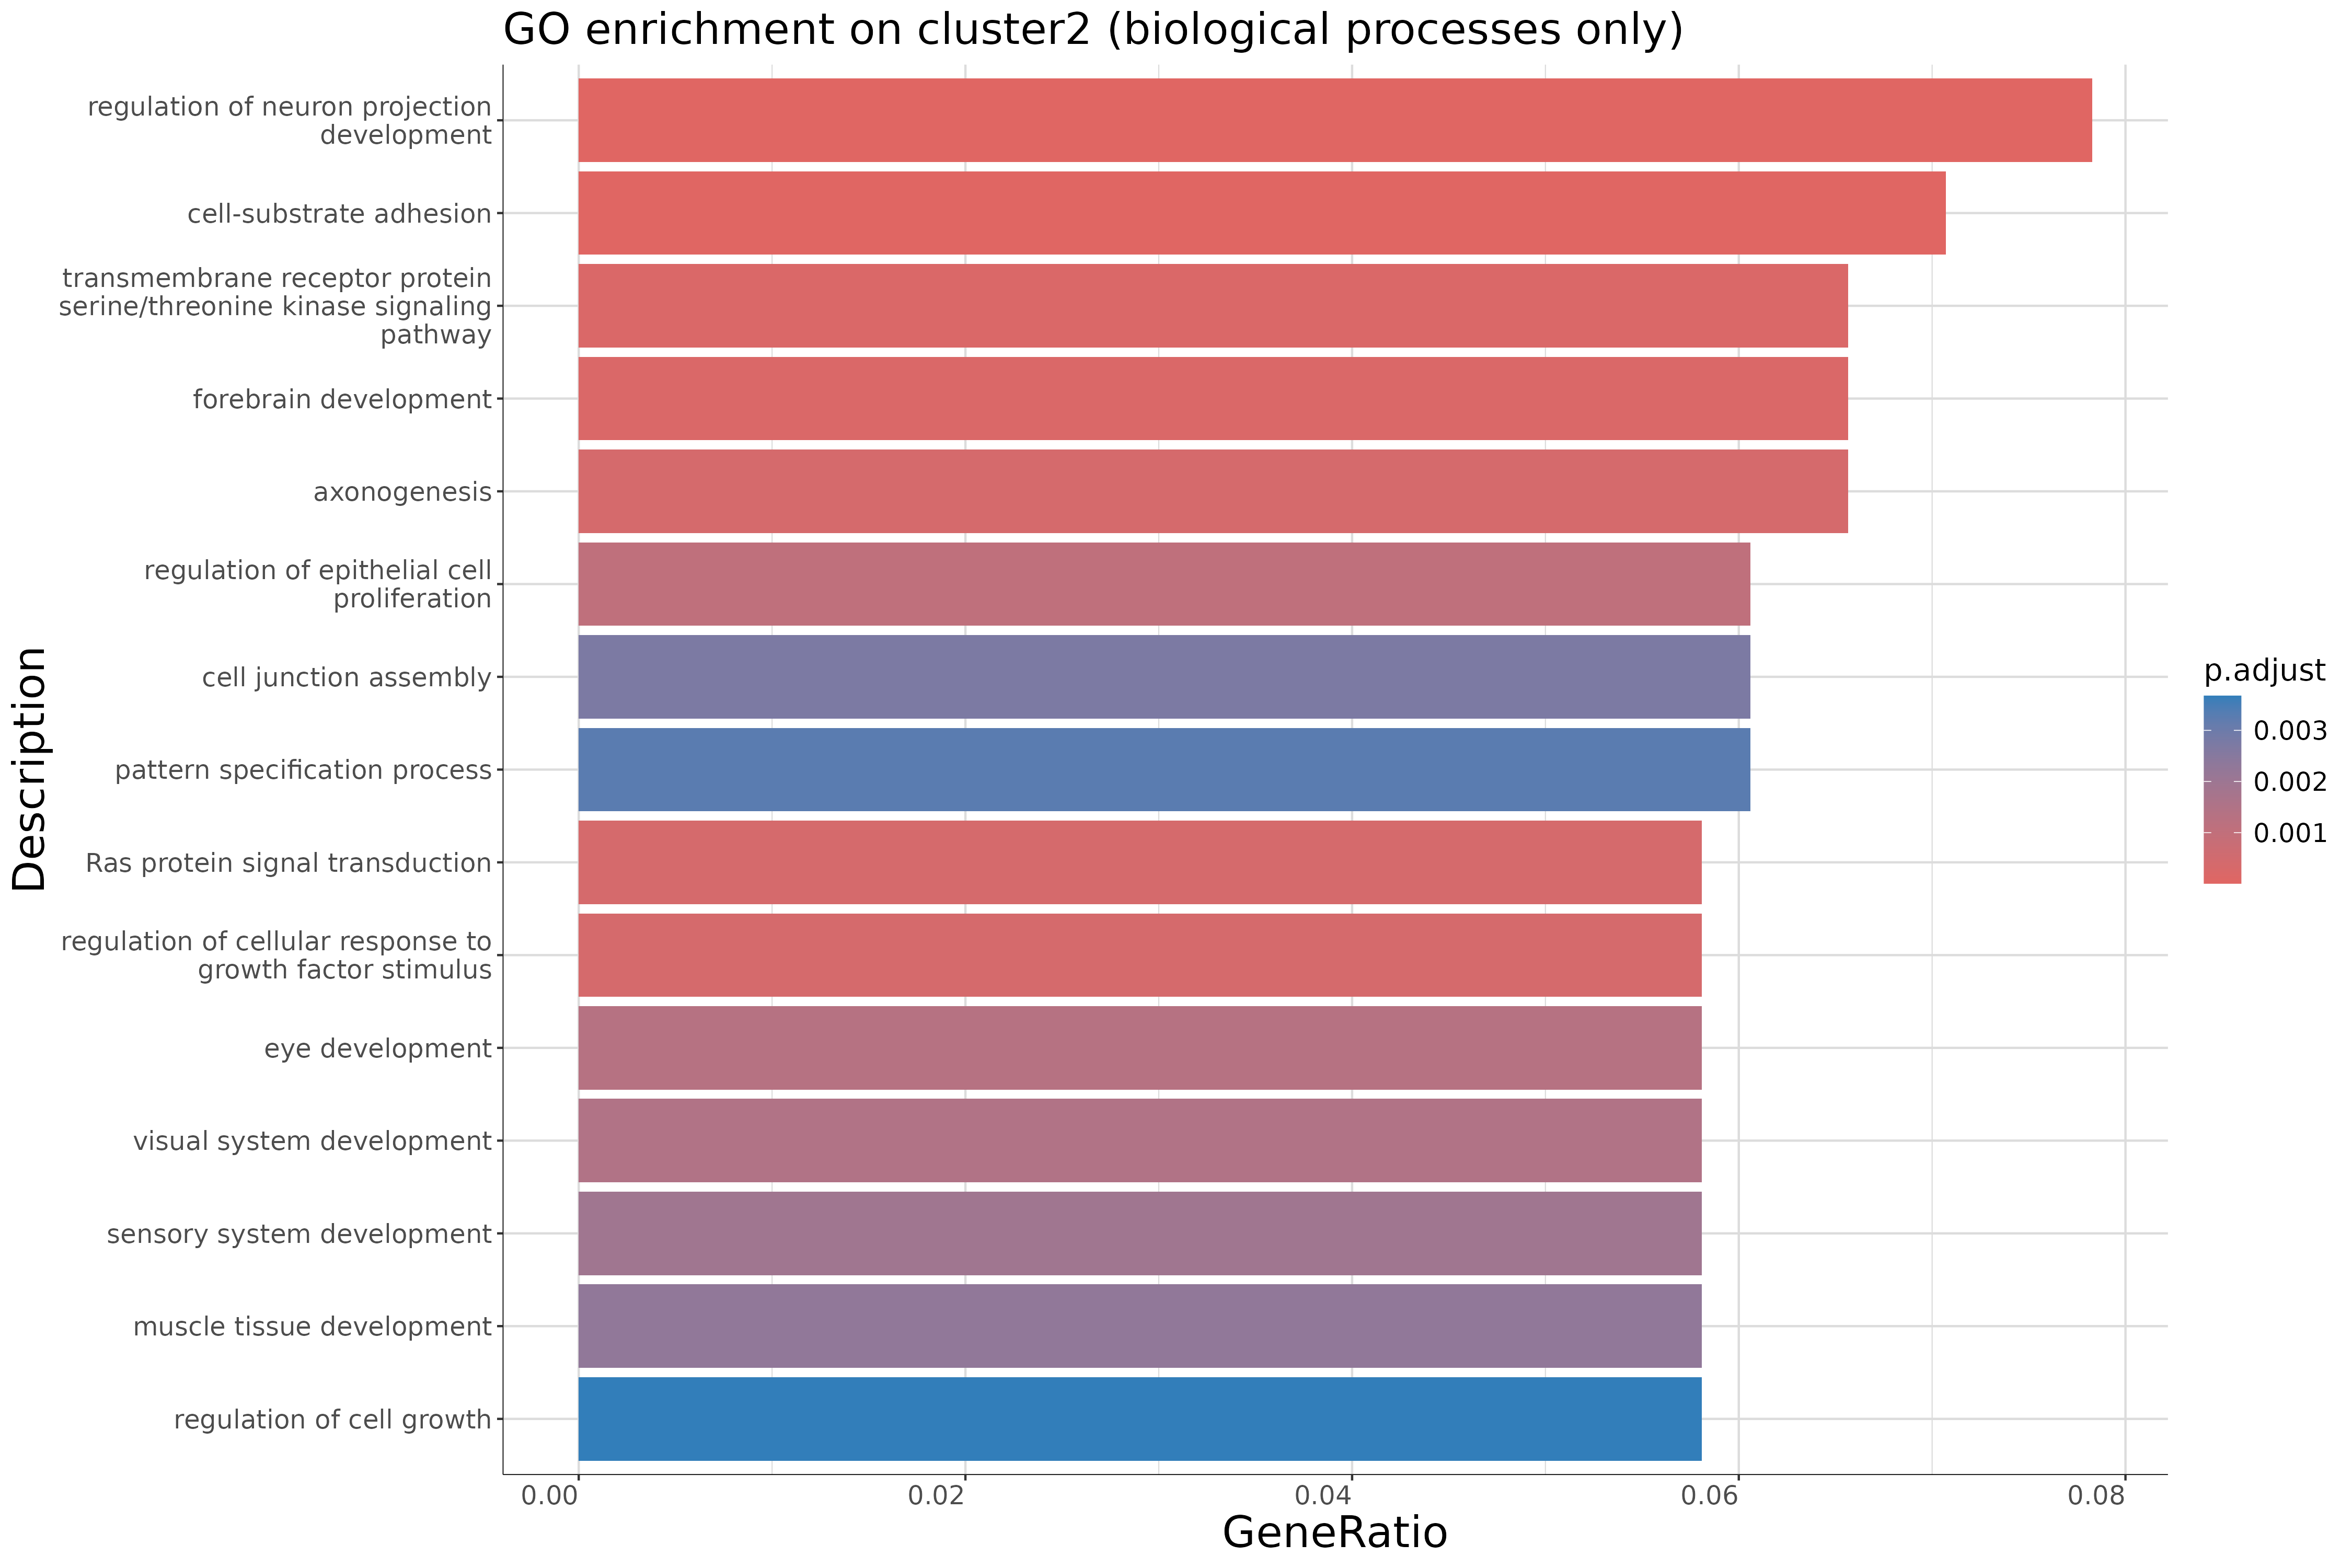 GO enrichment on cluster2 (biological processes only)
Description
regulation of neuron projection
development
cell-substrate adhesion
transmembrane receptor protein
serine/threonine kinase signaling
pathway
forebrain development
axonogenesis
regulation of epithelial cell
proliferation
cell junction assembly
pattern specification process
Ras protein signal transduction
regulation of cellular response to
growth factor stimulus
eye development
visual system development
sensory system development
muscle tissue development
regulation of cell growth
0.00
0.02
0.04
0.06
0.08
GeneRatio
p.adjust
0.003
0.002
0.001